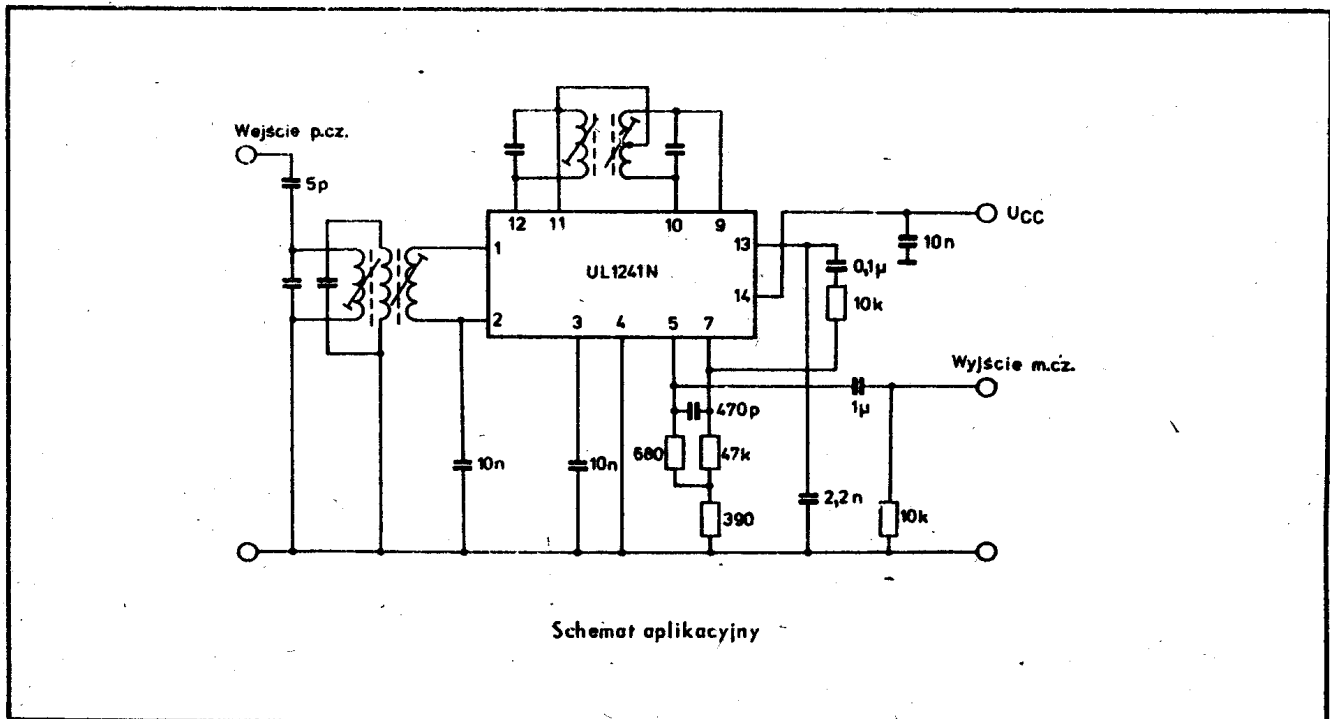 Wejście p.cz.
5p
12
11
10
9
UCC
10n
1
13
0,1µ
UL1241N
14
10k
2
3
4
5
7
Wyjście m.cz.
1µ
470p
680
47k
10n
10n
2,2n
10k
390
Schemat aplikacyjny